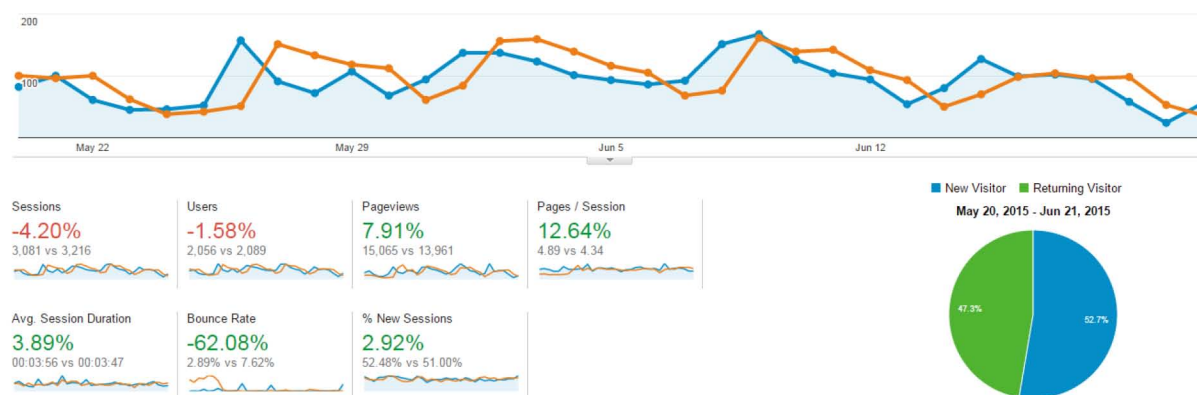 200
100
May 22
May 29
Jun 5
Jun 12
New Visitor
Returning Visitor
May 20, 2015 - Jun 21, 2015
Sessions
-4.20%
3,081 vs 3,216
Users
-1.58%
2,056 vs 2,089
Pageviews
7.91%
15,065 vs 13,961
Pages / Session
12.64%
4.89 vs 4.34
47.3%
52.7%
Avg. Session Duration
3.89%
00:03:56 vs 00:03:47
Bounce Rate
-62.08%
2.89% vs 7.62%
% New Sessions
2.92%
52.48% vs 51.00%